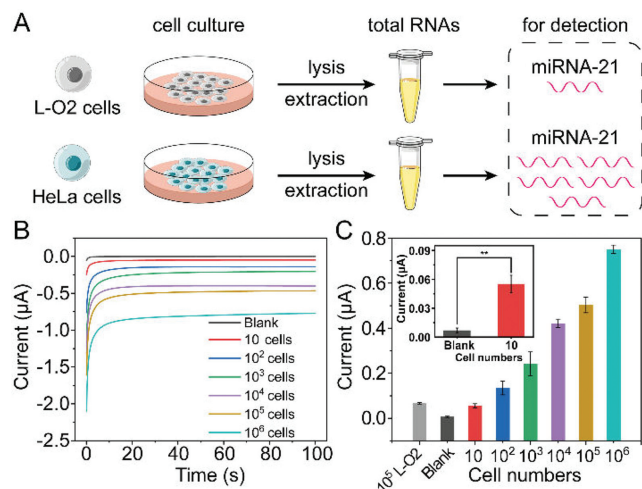 A
cell culture
total RNAs
for detection
L-O2 cells
lysis
extraction
miRNA-21
HeLa cells
lysis
extraction
miRNA-21
B
Current (μA)
0.0
-0.5
-1.0
-1.5
-2.0
-2.5
Blank
10 cells
10² cells
10³ cells
10⁴ cells
10⁵ cells
10⁶ cells
0 20 40 60 80 100
Time (s)
C
Current (μA)
0.8
0.6
0.4
0.2
0.0
Current (μA)
0.09
0.06
0.03
0.00
**
Blank 10
Cell numbers
10⁵ L-O2 Blank 10 10² 10³ 10⁴ 10⁵ 10⁶
Cell numbers